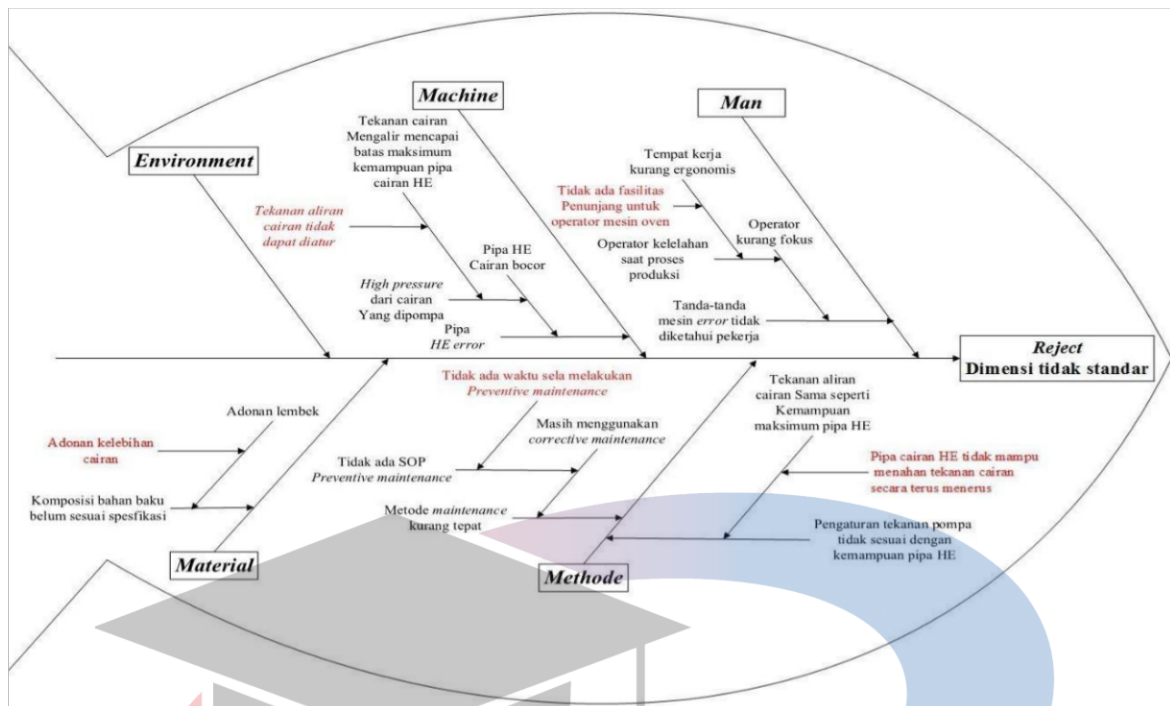 Machine
Tekanan cairan
Mengalir mencapai
batas maksimum
kemampuan pipa
cairan HE
Man
Environment
Tempat kerja
kurang ergonomis
Tidak ada fasilitas
Penunjang untuk
operator mesin oven
Tekanan aliran
cairan tidak
dapat diatur
Operator
kurang fokus
Operator kelelahan
saat proses
produksi
Pipa HE
Cairan bocor
High pressure
dari cairan
Yang dipompa
Tanda-tanda
mesin error tidak
diketahui pekerja
Pipa
HE error
Reject
Dimensi tidak standar
Tidak ada waktu sela melakukan
Preventive maintenance
Tekanan aliran
cairan Sama seperti
Kemampuan
maksimum pipa HE
Adonan lembek
Masih menggunakan
corrective maintenance
Adonan kelebihan
cairan
Pipa cairan HE tidak mampu
menahan tekanan cairan
secara terus menerus
Tidak ada SOP
Preventive maintenance
Komposisi bahan baku
belum sesuai spesfikasi
Metode maintenance
kurang tepat
Pengaturan tekanan pompa
tidak sesuai dengan
kemampuan pipa HE
Material
Methode